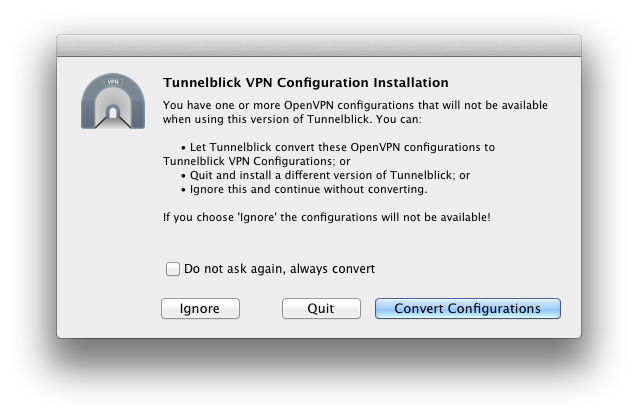 VPN
Tunnelblick VPN Configuration Installation
You have one or more OpenVPN configurations that will not be available
when using this version of Tunnelblick. You can:
• Let Tunnelblick convert these OpenVPN configurations to
Tunnelblick VPN Configurations; or
• Quit and install a different version of Tunnelblick; or
• Ignore this and continue without converting.
If you choose 'Ignore' the configurations will not be available!
Do not ask again, always convert
Ignore
Quit
Convert Configurations